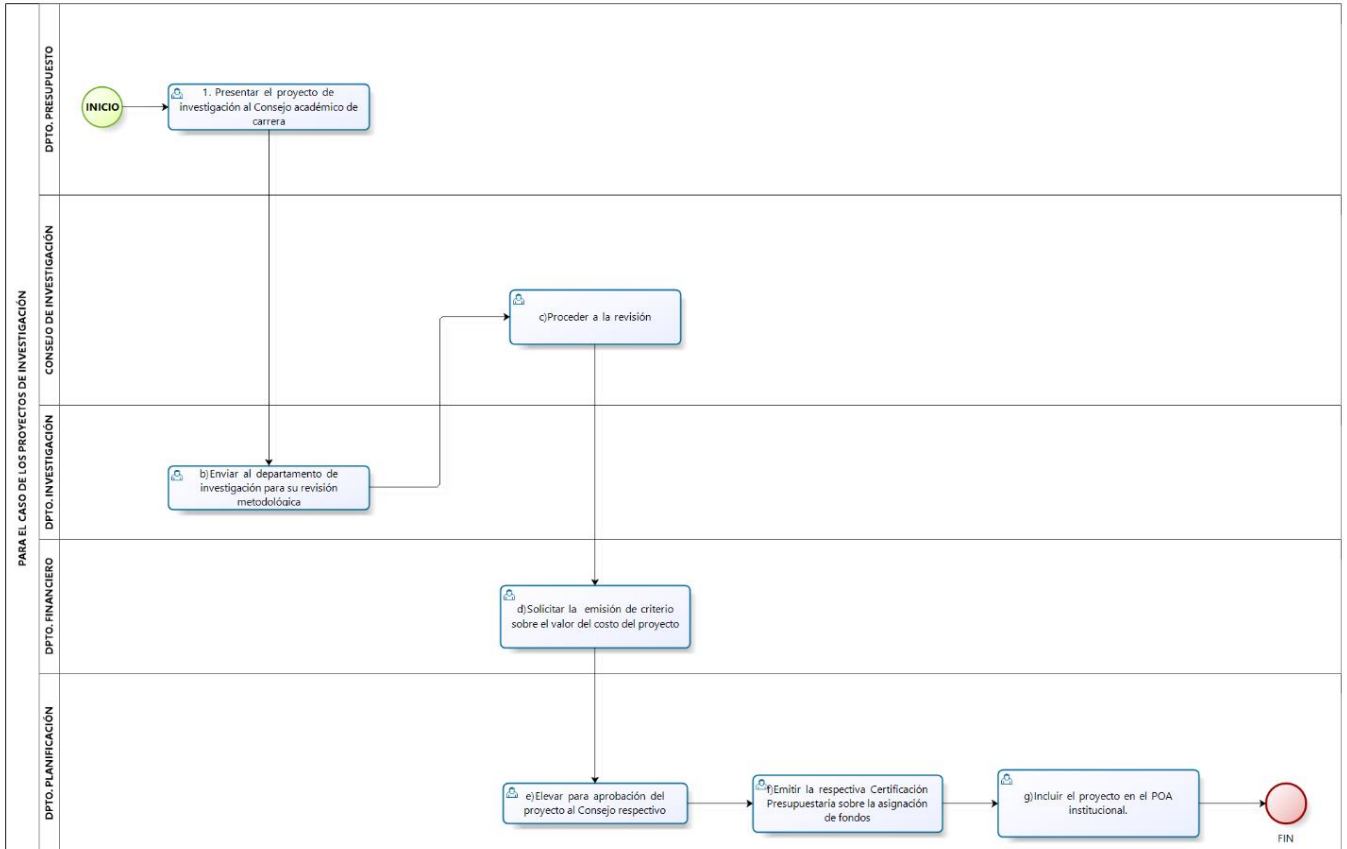 PARA EL CASO DE LOS PROYECTOS DE INVESTIGACIÓN
DPTO. PRESUPUESTO
INICIO
1. Presentar el proyecto de
investigación al Consejo académico de
carrera
CONSEJO DE INVESTIGACIÓN
c)Proceder a la revisión
DPTO. INVESTIGACIÓN
b)Enviar al departamento de
investigación para su revisión
metodológica
DPTO. FINANCIERO
d)Solicitar la emisión de criterio
sobre el valor del costo del proyecto
DPTO. PLANIFICACIÓN
e)Elevar para aprobación del
proyecto al Consejo respectivo
f)Emitir la respectiva Certificación
Presupuestaria sobre la asignación
de fondos
g)Incluir el proyecto en el POA
institucional.
FIN